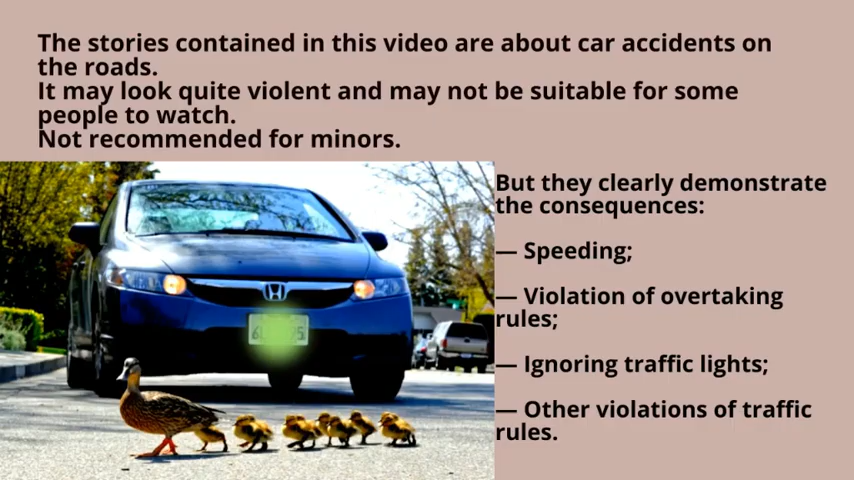 The stories contained in this video are about car accidents on
the roads.
It may look quite violent and may not be suitable for some
people to watch.
Not recommended for minors.
But they clearly demonstrate
the consequences:
— Speeding;
— Violation of overtaking
rules;
— Ignoring traffic lights;
— Other violations of traffic
rules.